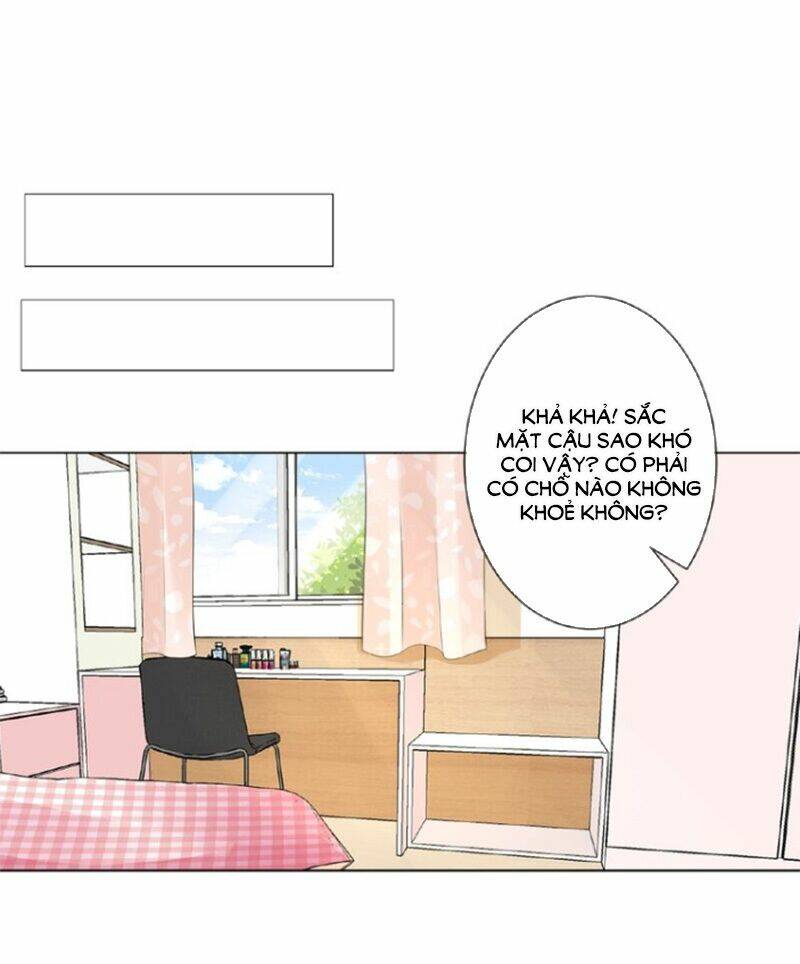 KHẢ KHẢ! SẮC
MẶT CẬU SAO KHÓ
COI VẬY? CÓ PHẢI
CÓ CHỖ NÀO KHÔNG
KHOẺ KHÔNG?